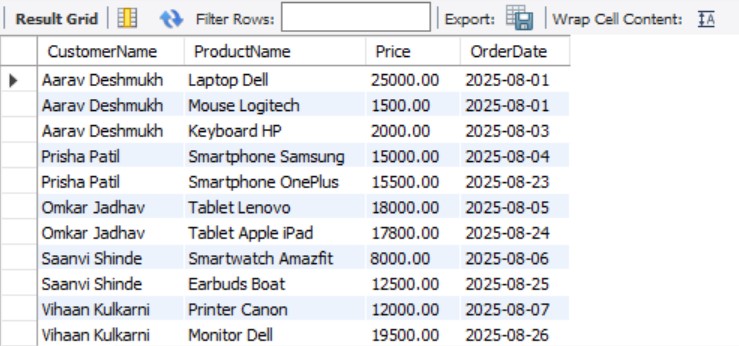 Result Grid Filter Rows: Export: Wrap Cell Content:
CustomerName ProductName Price OrderDate
Aarav Deshmukh Laptop Dell 25000.00 2025-08-01
Aarav Deshmukh Mouse Logitech 1500.00 2025-08-01
Aarav Deshmukh Keyboard HP 2000.00 2025-08-03
Prisha Patil Smartphone Samsung 15000.00 2025-08-04
Prisha Patil Smartphone OnePlus 15500.00 2025-08-23
Omkar Jadhav Tablet Lenovo 18000.00 2025-08-05
Omkar Jadhav Tablet Apple iPad 17800.00 2025-08-24
Saanvi Shinde Smartwatch Amazfit 8000.00 2025-08-06
Saanvi Shinde Earbuds Boat 12500.00 2025-08-25
Vihaan Kulkarni Printer Canon 12000.00 2025-08-07
Vihaan Kulkarni Monitor Dell 19500.00 2025-08-26